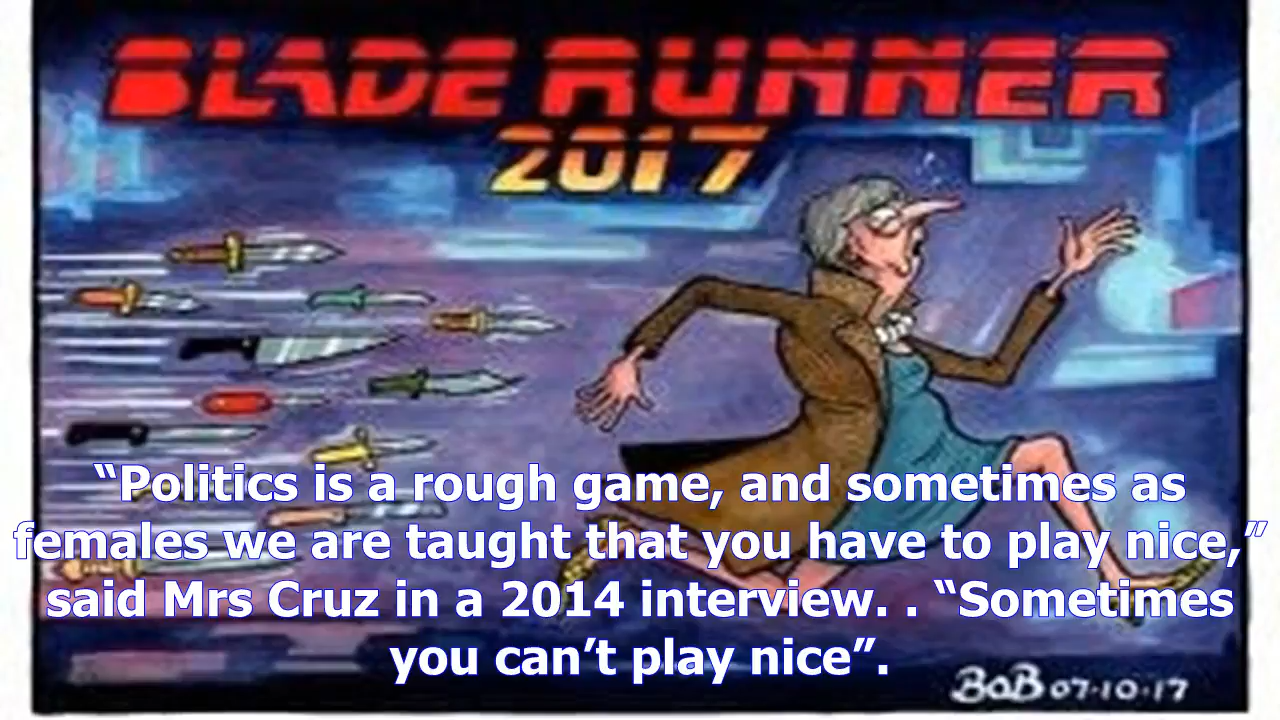 BLADE RUNNER
2017
“Politics is a rough game, and sometimes as
females we are taught that you have to play nice,”
said Mrs Cruz in a 2014 interview. . “Sometimes
you can’t play nice”.
BOB 07·10·17